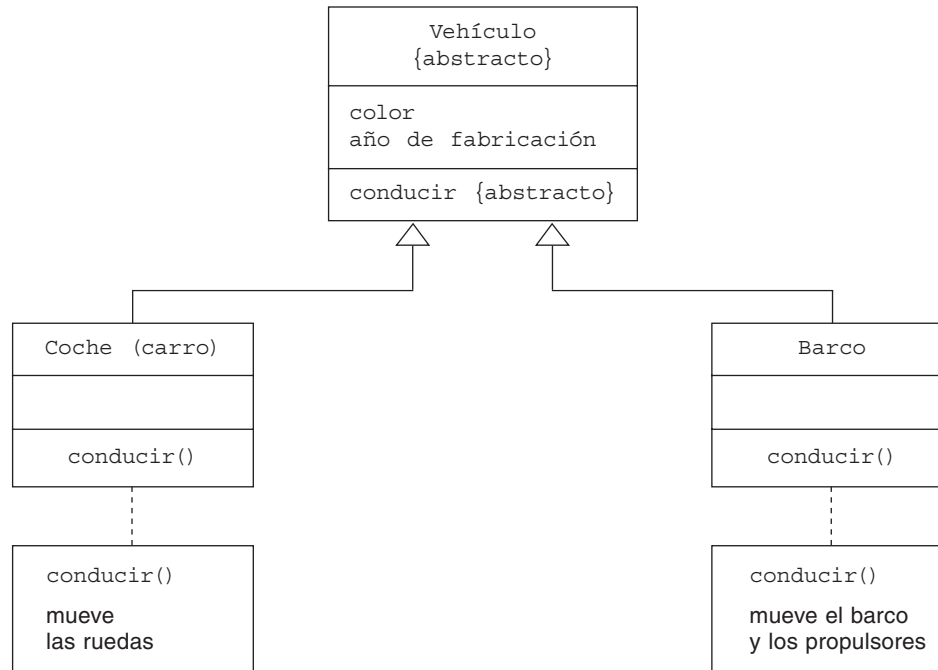 Vehículo
{abstracto}
color
año de fabricación
conducir {abstracto}
Coche (carro)
conducir()
conducir()
mueve
las ruedas
Barco
conducir()
conducir()
mueve el barco
y los propulsores